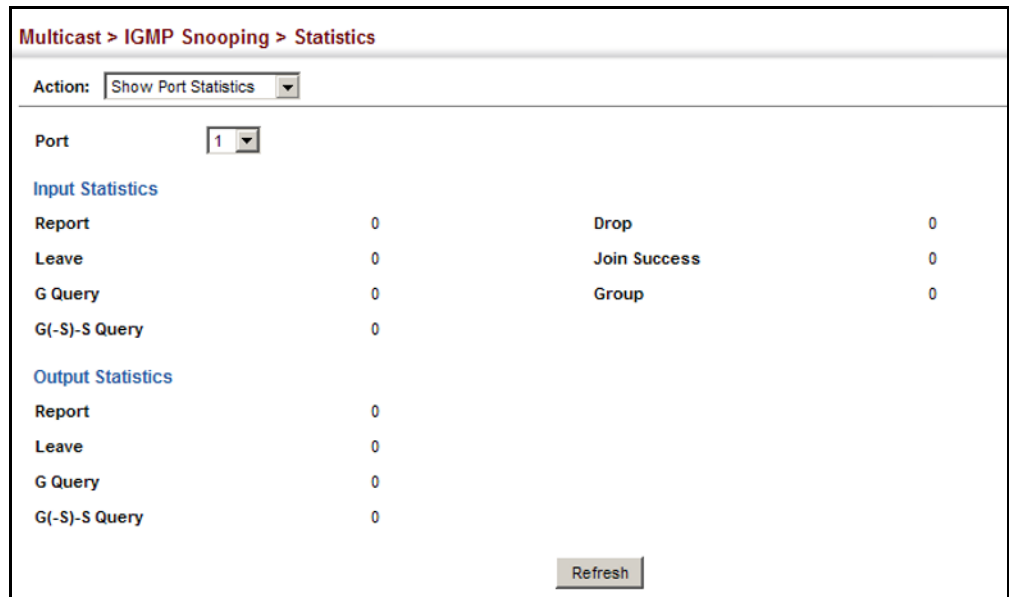 Multicast > IGMP Snooping > Statistics
Action: Show Port Statistics
Port 1
Input Statistics
Report 0 Drop 0
Leave 0 Join Success 0
G Query 0 Group 0
G(-S)-S Query 0
Output Statistics
Report 0
Leave 0
G Query 0
G(-S)-S Query 0
Refresh